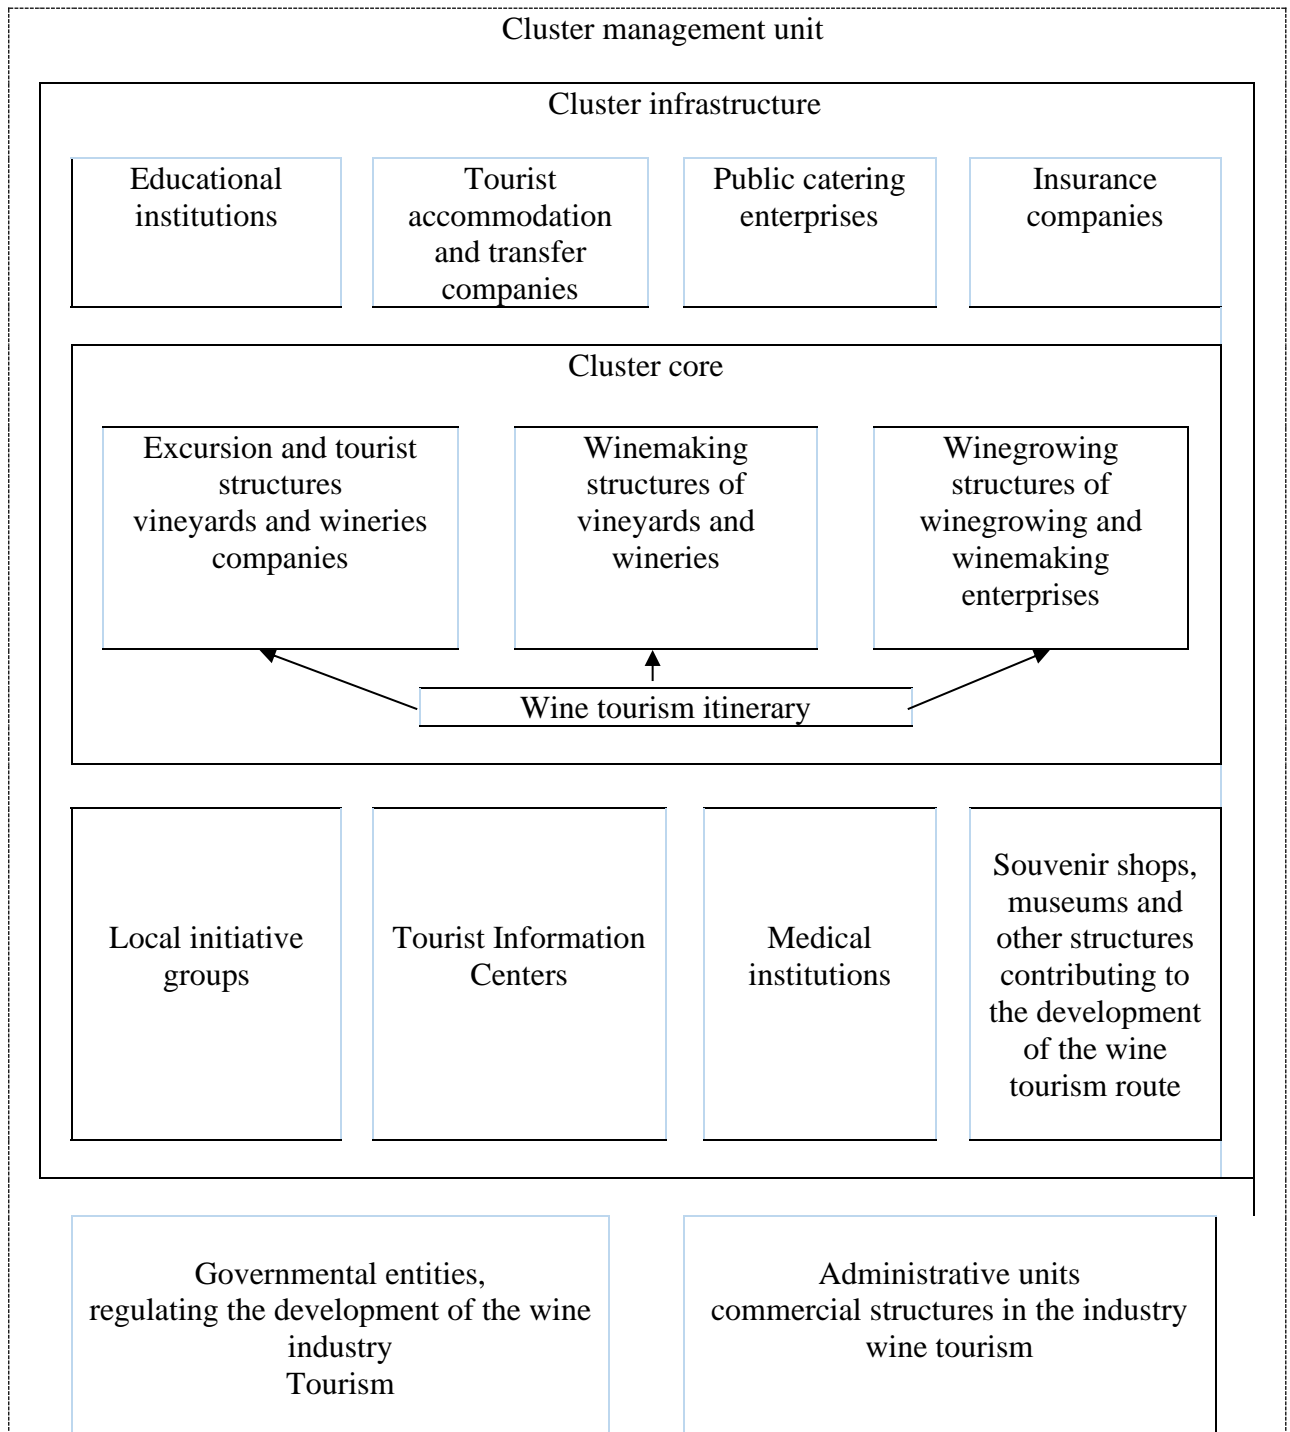 Cluster management unit
Cluster infrastructure
Educational
institutions
Tourist
accommodation
and transfer
companies
Public catering
enterprises
Insurance
companies
Cluster core
Excursion and tourist
structures
vineyards and wineries
companies
Winemaking
structures of
vineyards and
wineries
Winegrowing
structures of
winegrowing and
winemaking
enterprises
Wine tourism itinerary
Local initiative
groups
Tourist Information
Centers
Medical
institutions
Souvenir shops,
museums and
other structures
contributing to
the development
of the wine
tourism route
Governmental entities,
regulating the development of the wine
industry
Tourism
Administrative units
commercial structures in the industry
wine tourism